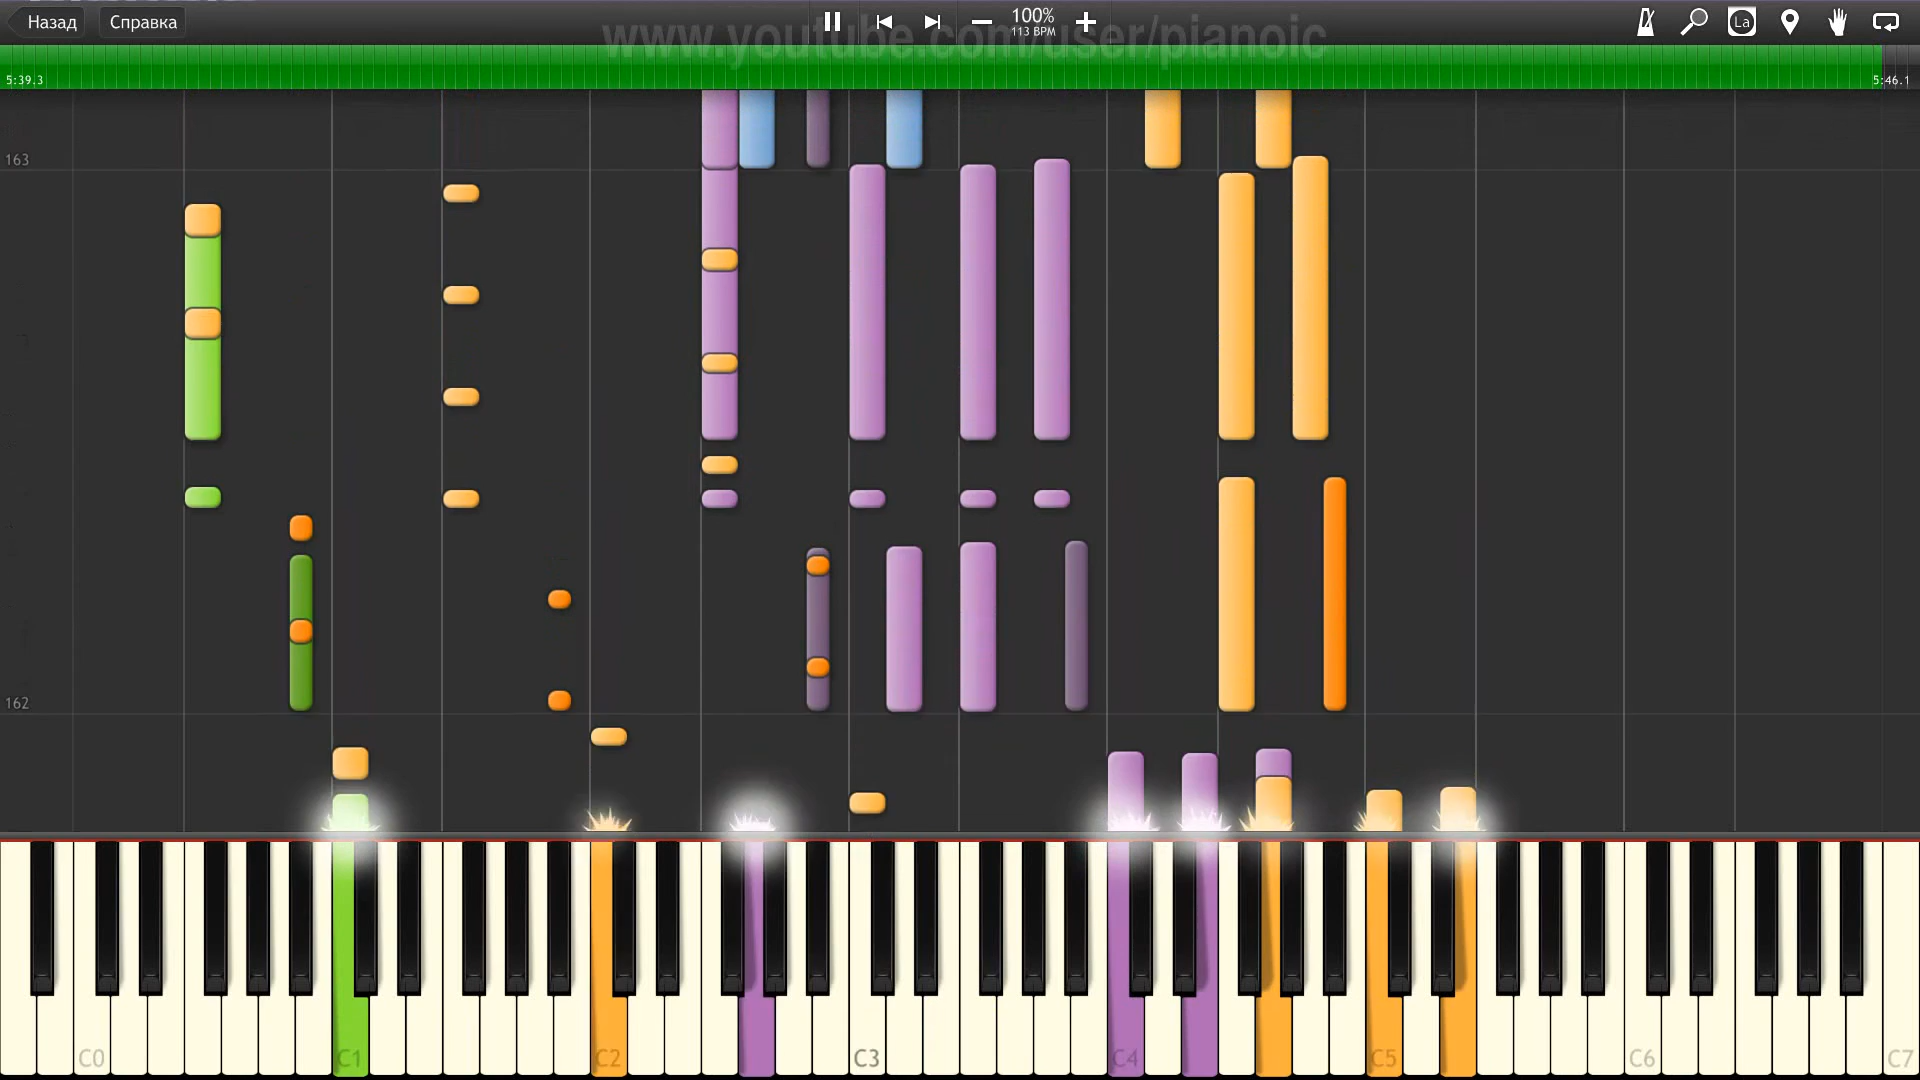 Назад
Справка
100%
113 BPM
www.youtube.com/user/pianoic
La
5:39.3
5:46.1
163
162
C0
C1
C2
C3
C4
C5
C6
C7